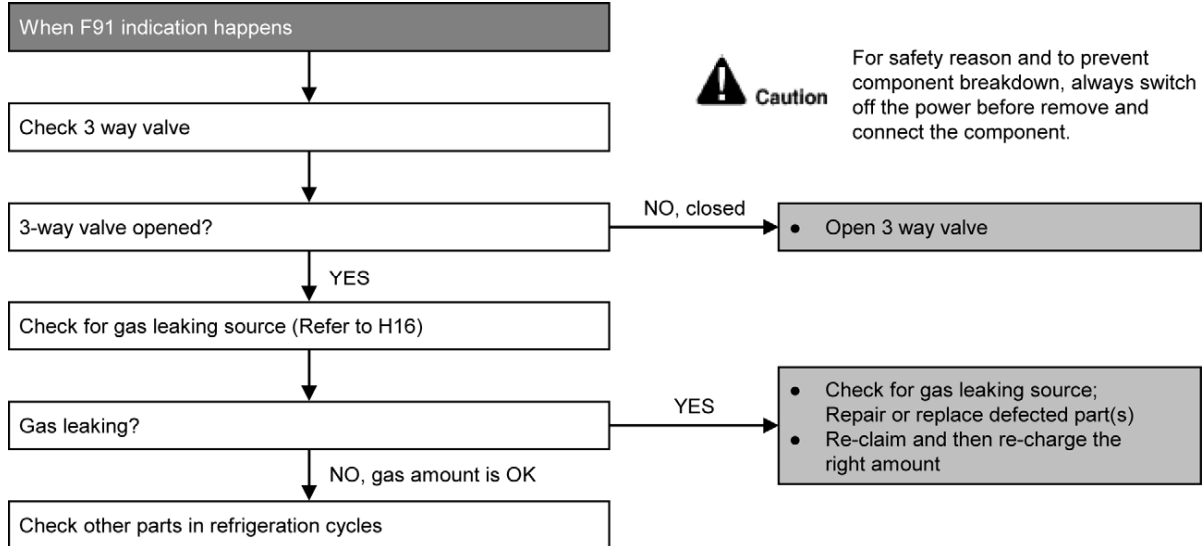 When F91 indication happens
Caution
For safety reason and to prevent
component breakdown, always switch
off the power before remove and
connect the component.
Check 3 way valve
3-way valve opened?
NO, closed
● Open 3 way valve
YES
Check for gas leaking source (Refer to H16)
Gas leaking?
YES
● Check for gas leaking source;
Repair or replace defected part(s)
● Re-claim and then re-charge the
right amount
NO, gas amount is OK
Check other parts in refrigeration cycles